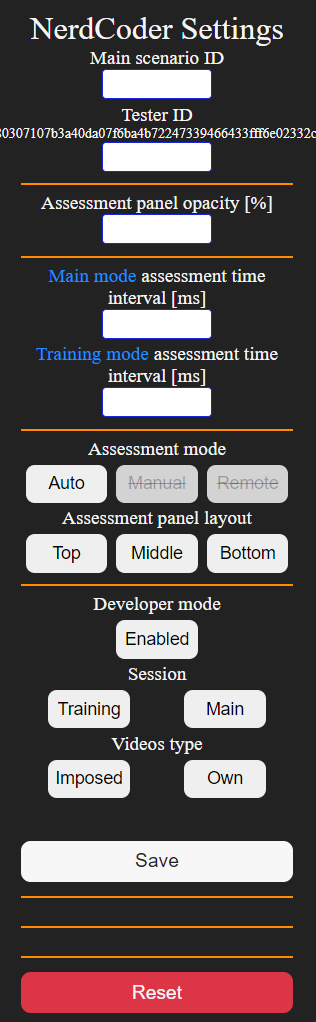 NerdCoder Settings
Main scenario ID
Tester ID
80307107b3a40da07f6ba4b72247339466433fff6e02332c
Assessment panel opacity [%]
Main mode assessment time
interval [ms]
Training mode assessment time
interval [ms]
Assessment mode
Auto Manual Remote
Assessment panel layout
Top Middle Bottom
Developer mode
Enabled
Session
Training Main
Videos type
Imposed Own
Save
Reset